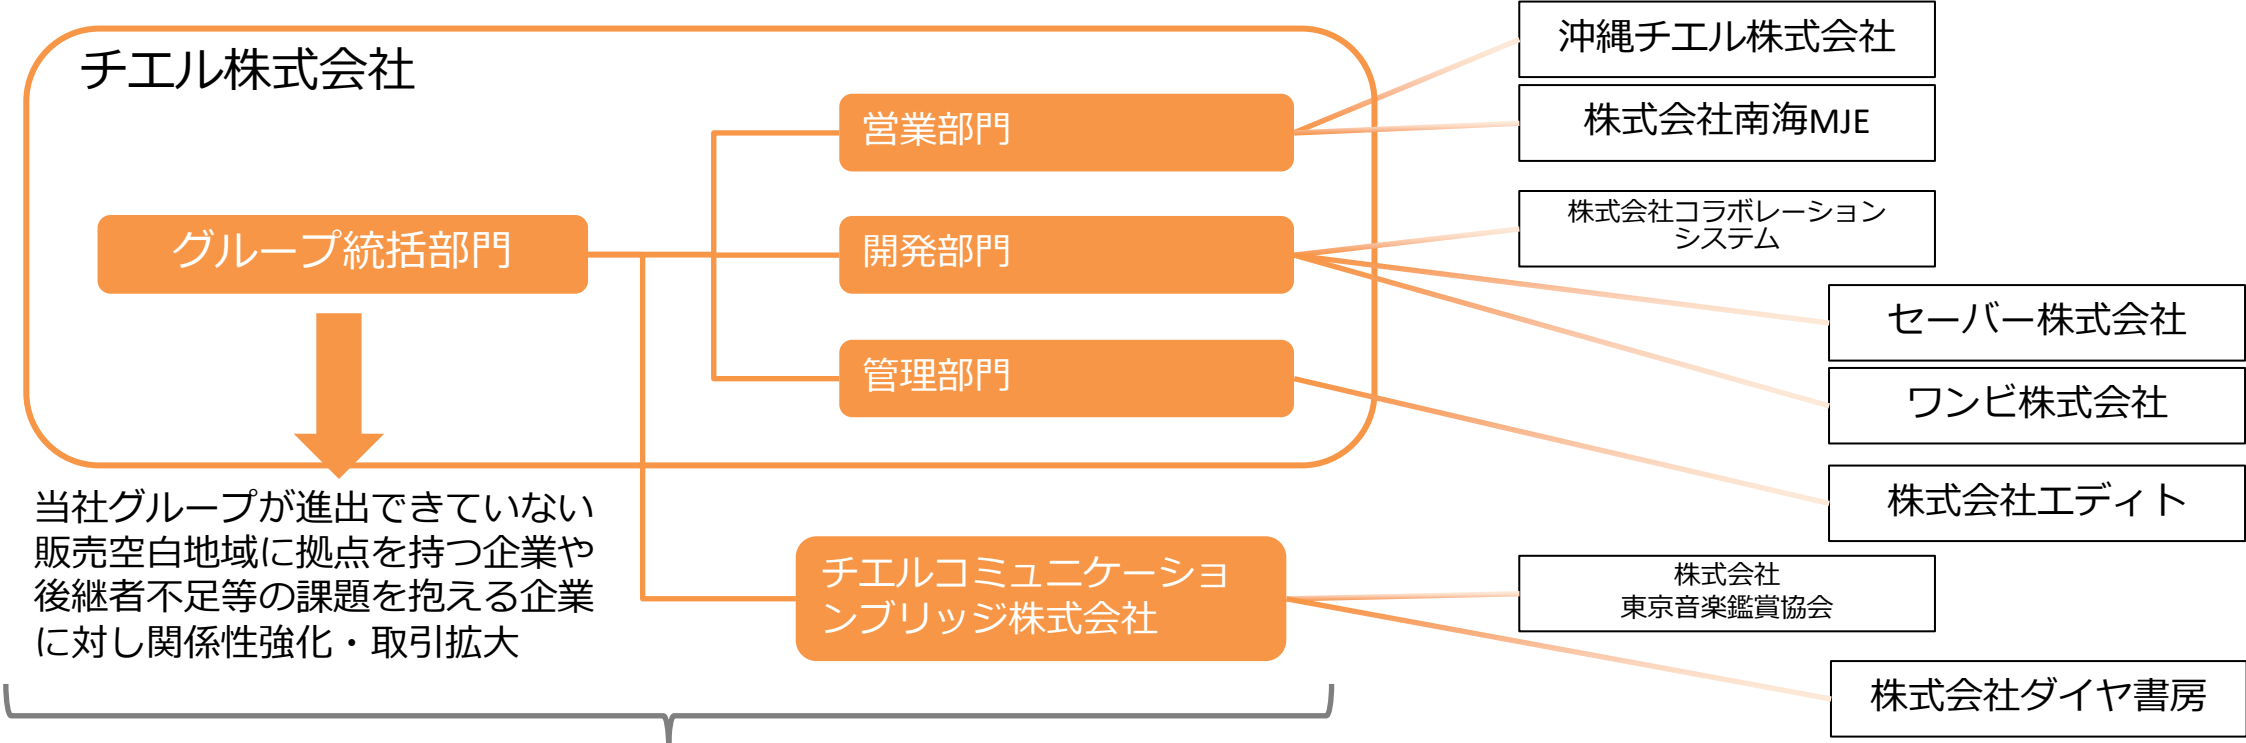 チエル株式会社
グループ統括部門
営業部門
開発部門
管理部門
沖縄チエル株式会社
株式会社南海MJE
株式会社コラボレーション
システム
セーバー株式会社
ワンビ株式会社
株式会社エディト
当社グループが進出できていない
販売空白地域に拠点を持つ企業や
後継者不足等の課題を抱える企業
に対し関係性強化・取引拡大
チエルコミュニケーショ
ンブリッジ株式会社
株式会社
東京音楽鑑賞協会
株式会社ダイヤ書房